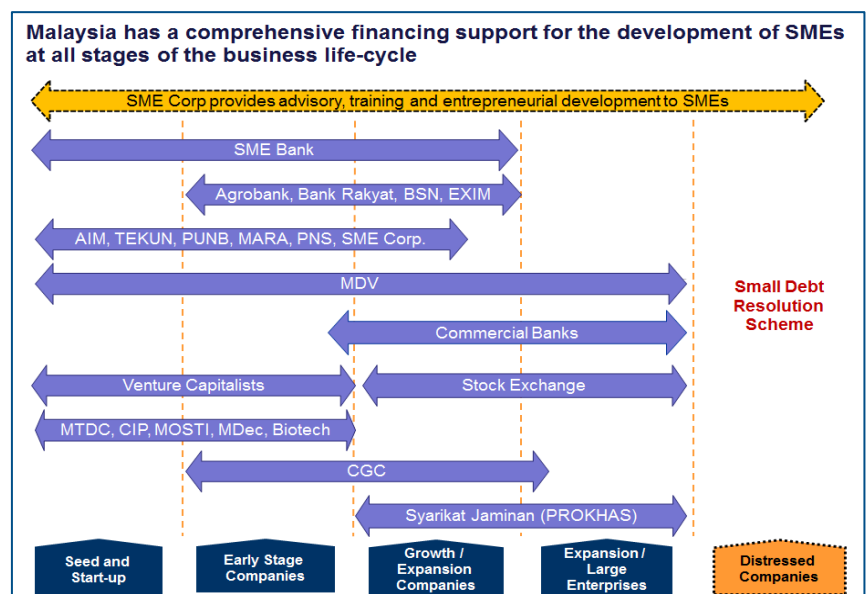 Malaysia has a comprehensive financing support for the development of SMEs
at all stages of the business life-cycle
SME Corp provides advisory, training and entrepreneurial development to SMEs
SME Bank
Agrobank, Bank Rakyat, BSN, EXIM
AIM, TEKUN, PUNB, MARA, PNS, SME Corp.
MDV
Small Debt
Resolution
Scheme
Commercial Banks
Venture Capitalists
Stock Exchange
MTDC, CIP, MOSTI, MDec, Biotech
CGC
Syarikat Jaminan (PROKHAS)
Seed and
Start-up
Early Stage
Companies
Growth /
Expansion
Companies
Expansion /
Large
Enterprises
Distressed
Companies